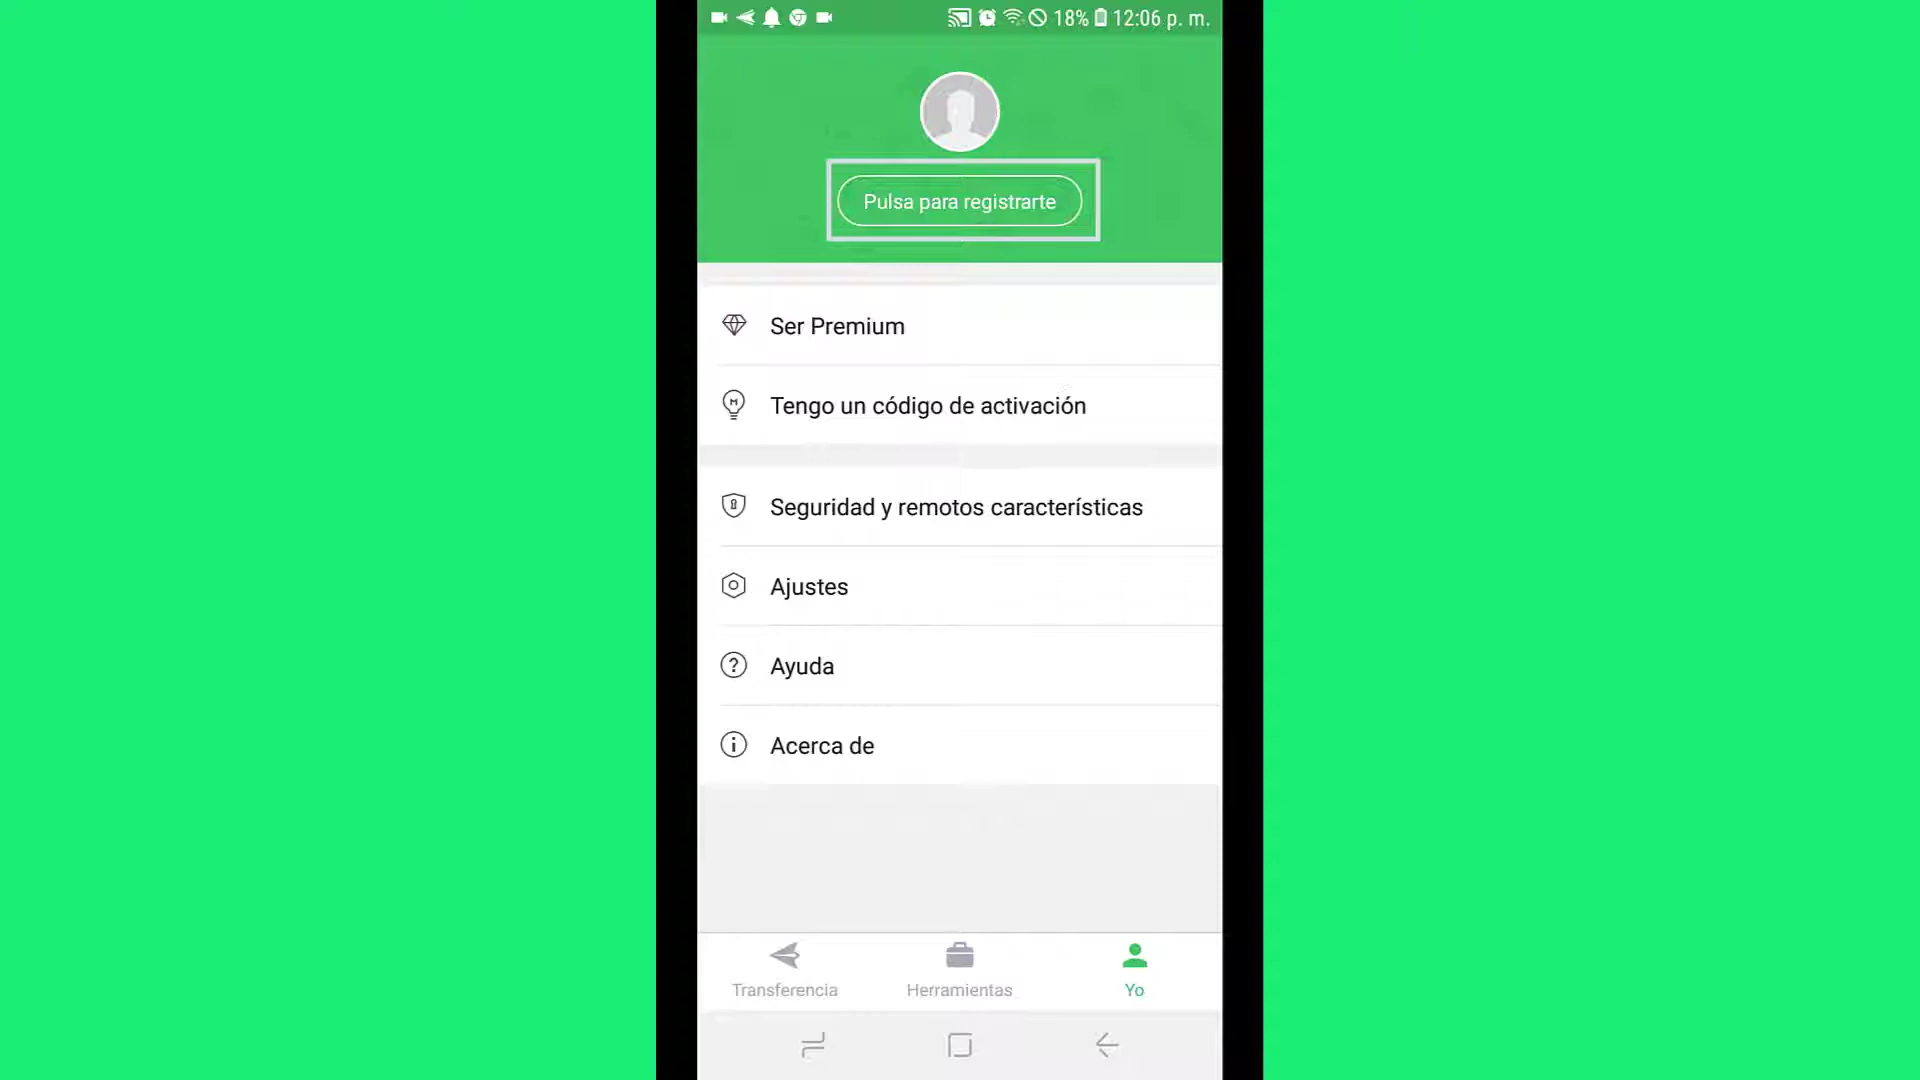 18% 12:06 p. m.
Pulsa para registrarte
Ser Premium
Tengo un código de activación
Seguridad y remotos características
Ajustes
Ayuda
Acerca de
Transferencia
Herramientas
Yo